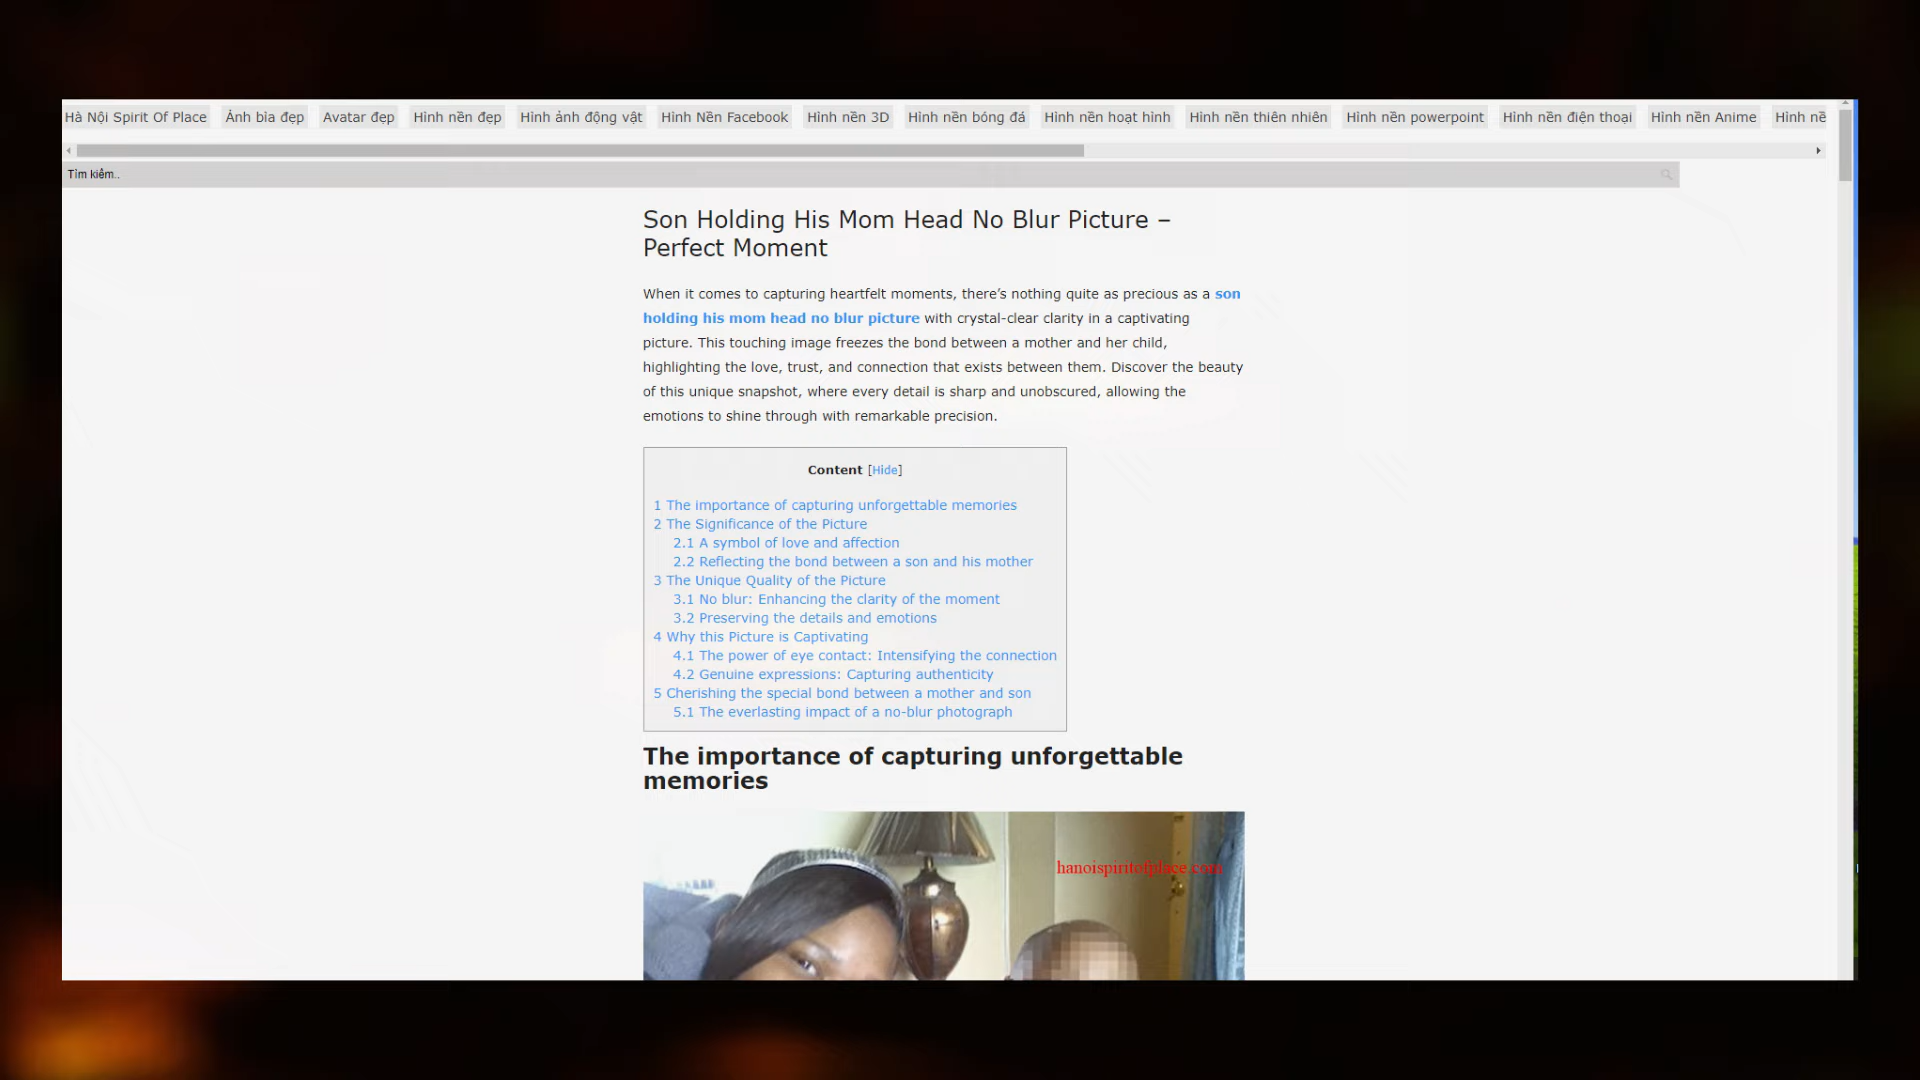 Hà Nội Spirit Of Place Ảnh bìa đẹp Avatar đẹp Hình nền đẹp Hình ảnh động vật Hình Nền Facebook Hình nền 3D Hình nền bóng đá Hình nền hoạt hình Hình nền thiên nhiên Hình nền powerpoint Hình nền điện thoại Hình nền Anime Hình nề
Tìm kiếm..
Son Holding His Mom Head No Blur Picture –
Perfect Moment
When it comes to capturing heartfelt moments, there’s nothing quite as precious as a son
holding his mom head no blur picture with crystal-clear clarity in a captivating
picture. This touching image freezes the bond between a mother and her child,
highlighting the love, trust, and connection that exists between them. Discover the beauty
of this unique snapshot, where every detail is sharp and unobscured, allowing the
emotions to shine through with remarkable precision.
Content [Hide]
1 The importance of capturing unforgettable memories
2 The Significance of the Picture
2.1 A symbol of love and affection
2.2 Reflecting the bond between a son and his mother
3 The Unique Quality of the Picture
3.1 No blur: Enhancing the clarity of the moment
3.2 Preserving the details and emotions
4 Why this Picture is Captivating
4.1 The power of eye contact: Intensifying the connection
4.2 Genuine expressions: Capturing authenticity
5 Cherishing the special bond between a mother and son
5.1 The everlasting impact of a no-blur photograph
The importance of capturing unforgettable
memories
hanoispiritofplace.com